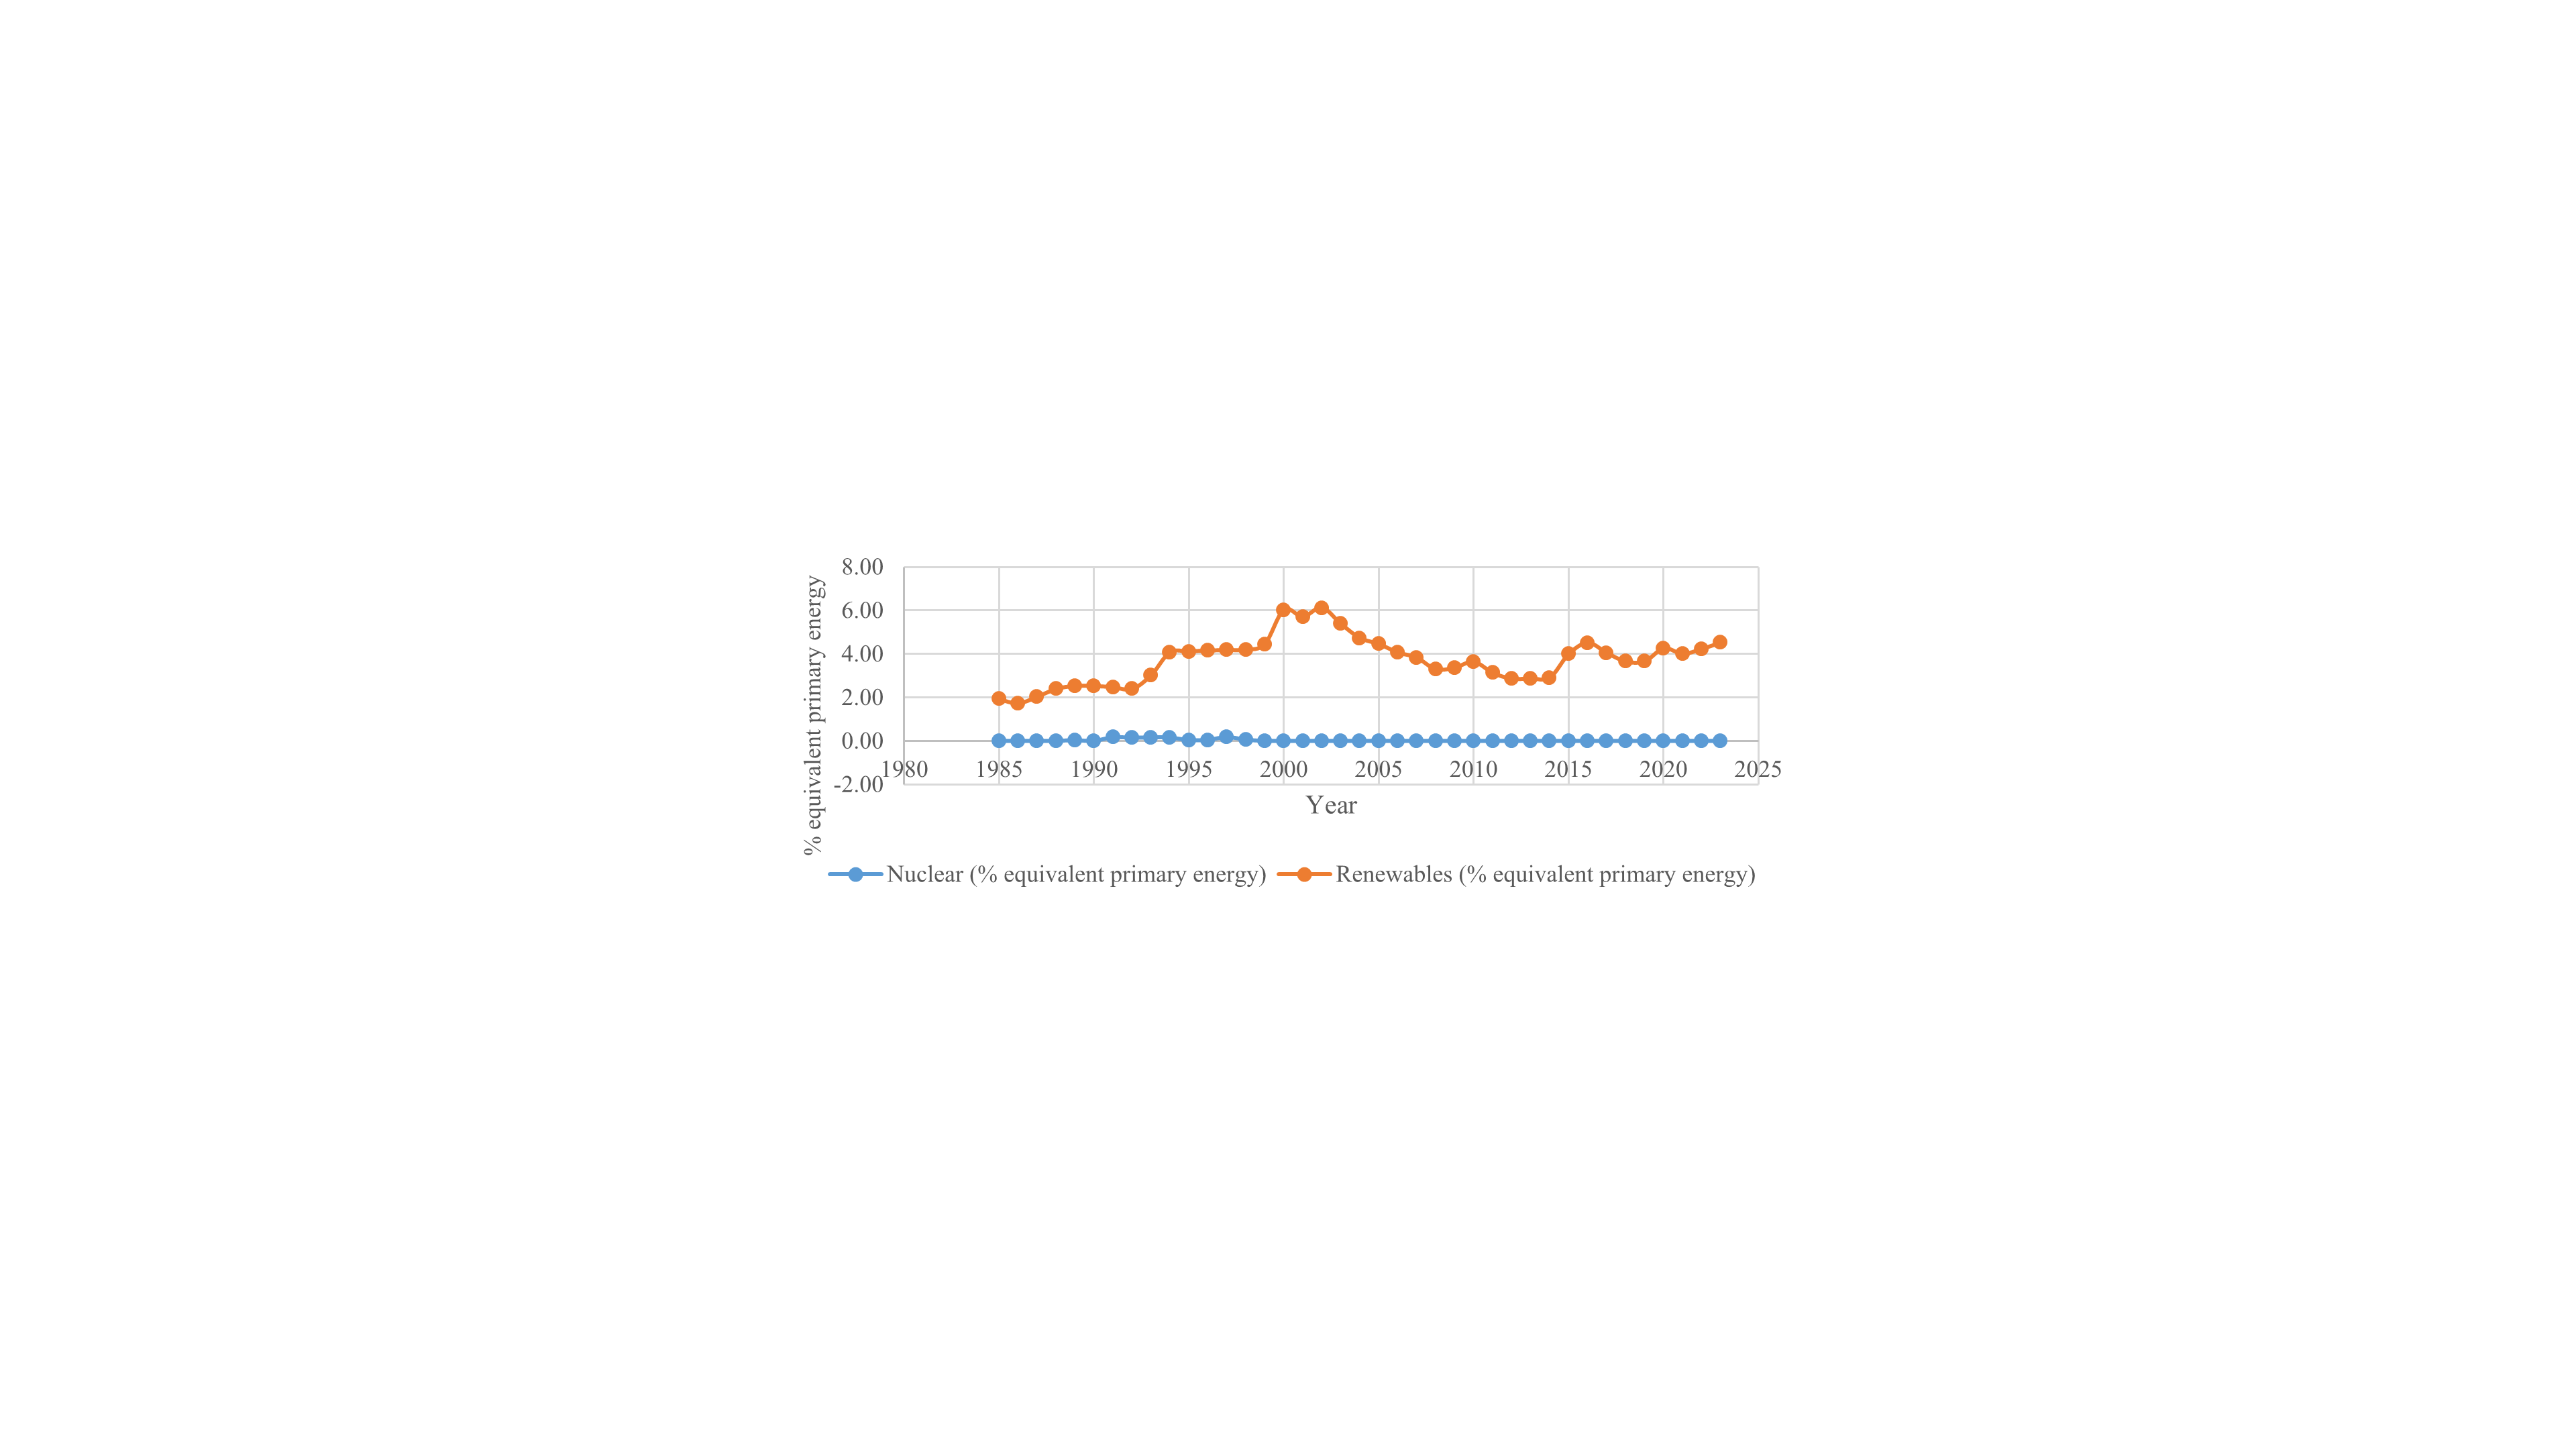 % equivalent primary energy
8.00
6.00
4.00
2.00
0.00
-2.00
1980 1985 1990 1995 2000 2005 2010 2015 2020 2025
Year
Nuclear (% equivalent primary energy) Renewables (% equivalent primary energy)